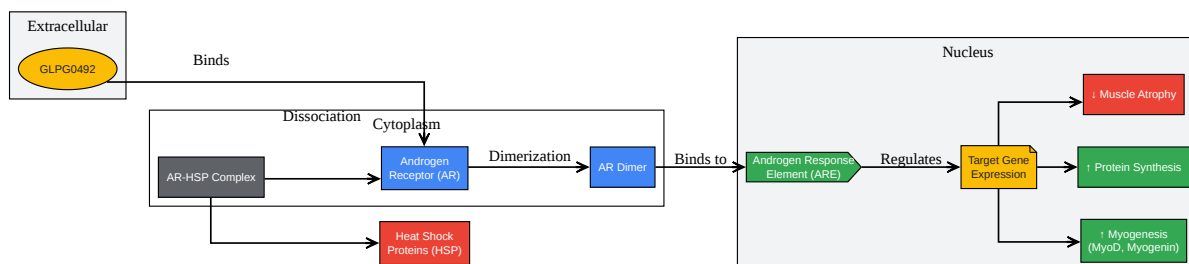 Extracellular
GLPG0492
Binds
Dissociation
Cytoplasm
AR-HSP Complex
Androgen
Receptor (AR)
Dimerization
AR Dimer
Heat Shock
Proteins (HSP)
Binds to
Nucleus
Androgen Response
Element (ARE)
Regulates
Target Gene
Expression
↓ Muscle Atrophy
↑ Protein Synthesis
↑ Myogenesis
(MyoD, Myogenin)